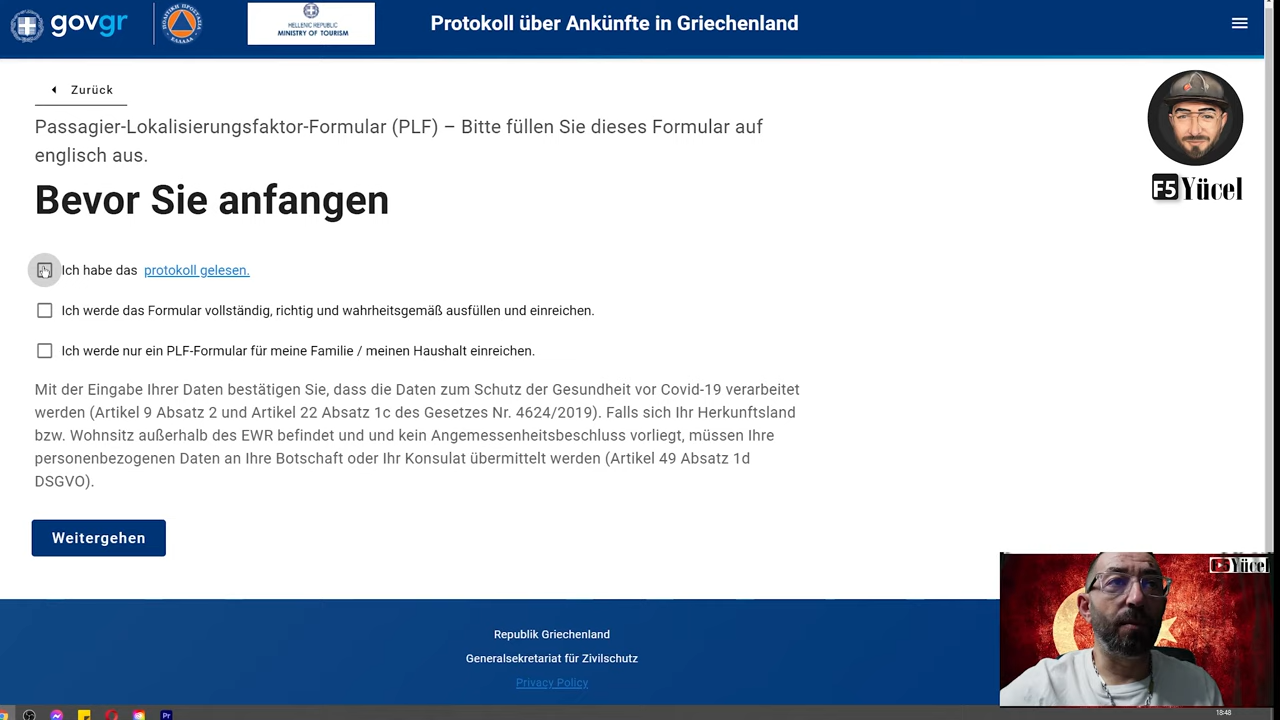 govgr
ΠΟΛΙΤΙΚΗ ΠΡΟΣΤΑΣΙΑ
ΕΛΛΑΔΑ
HELLENIC REPUBLIC
MINISTRY OF TOURISM
Protokoll über Ankünfte in Griechenland
Zurück
Passagier-Lokalisierungsfaktor-Formular (PLF) – Bitte füllen Sie dieses Formular auf
englisch aus.
F5 Yücel
Bevor Sie anfangen
Ich habe das protokoll gelesen.
Ich werde das Formular vollständig, richtig und wahrheitsgemäß ausfüllen und einreichen.
Ich werde nur ein PLF-Formular für meine Familie / meinen Haushalt einreichen.
Mit der Eingabe Ihrer Daten bestätigen Sie, dass die Daten zum Schutz der Gesundheit vor Covid-19 verarbeitet
werden (Artikel 9 Absatz 2 und Artikel 22 Absatz 1c des Gesetzes Nr. 4624/2019). Falls sich Ihr Herkunftsland
bzw. Wohnsitz außerhalb des EWR befindet und und kein Angemessenheitsbeschluss vorliegt, müssen Ihre
personenbezogenen Daten an Ihre Botschaft oder Ihr Konsulat übermittelt werden (Artikel 49 Absatz 1d
DSGVO).
Weitergehen
Yücel
Republik Griechenland
Generalsekretariat für Zivilschutz
Privacy Policy
Pr
18:48